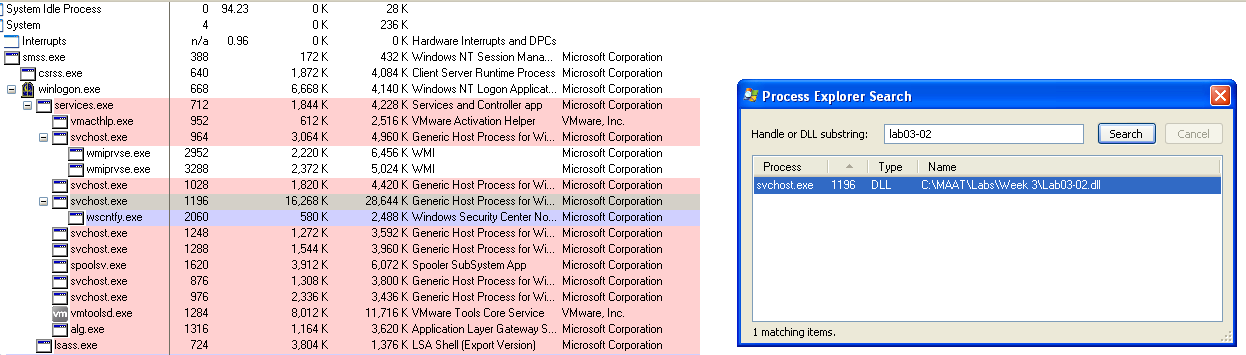 System Idle Process 0 94.23 0 K 28 K
System 4 0 K 236 K
Interrupts n/a 0.96 0 K 0 K Hardware Interrupts and DPCs
smss.exe 388 172 K 432 K Windows NT Session Mana... Microsoft Corporation
csrss.exe 640 1,872 K 4,084 K Client Server Runtime Process Microsoft Corporation
winlogon.exe 668 6,668 K 4,140 K Windows NT Logon Applicat... Microsoft Corporation
services.exe 712 1,844 K 4,228 K Services and Controller app Microsoft Corporation
vmacthlp.exe 952 612 K 2,516 K VMware Activation Helper VMware, Inc.
svchost.exe 964 3,064 K 4,960 K Generic Host Process for Wi... Microsoft Corporation
wmiprvse.exe 2952 2,220 K 6,456 K WMI Microsoft Corporation
wmiprvse.exe 3288 2,372 K 5,024 K WMI Microsoft Corporation
svchost.exe 1028 1,820 K 4,420 K Generic Host Process for Wi... Microsoft Corporation
svchost.exe 1196 16,268 K 28,644 K Generic Host Process for Wi... Microsoft Corporation
wscntfy.exe 2060 580 K 2,488 K Windows Security Center No... Microsoft Corporation
svchost.exe 1248 1,272 K 3,592 K Generic Host Process for Wi... Microsoft Corporation
svchost.exe 1288 1,544 K 3,960 K Generic Host Process for Wi... Microsoft Corporation
spoolsv.exe 1620 3,912 K 6,072 K Spooler SubSystem App Microsoft Corporation
svchost.exe 876 1,308 K 3,800 K Generic Host Process for Wi... Microsoft Corporation
svchost.exe 976 2,336 K 3,436 K Generic Host Process for Wi... Microsoft Corporation
vm vmtoolsd.exe 1284 8,012 K 11,716 K VMware Tools Core Service VMware, Inc.
alg.exe 1316 1,164 K 3,620 K Application Layer Gateway S... Microsoft Corporation
lsass.exe 724 3,804 K 1,376 K LSA Shell (Export Version) Microsoft Corporation
Process Explorer Search
Handle or DLL substring: lab03-02 Search Cancel
Process Type Name
svchost.exe 1196 DLL C:\MAAT\Labs\Week 3\Lab03-02.dll
1 matching items.